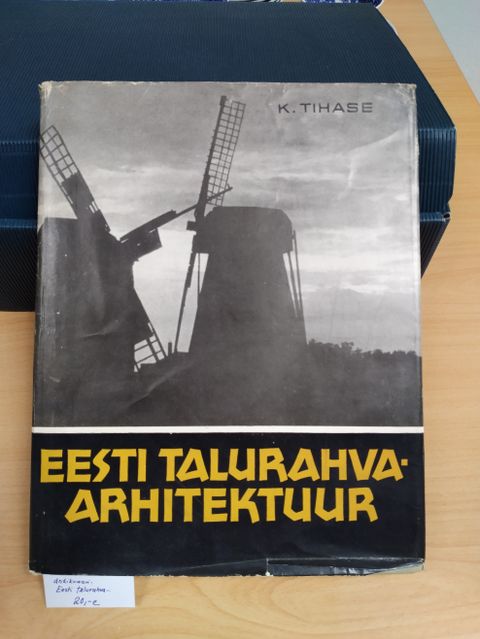 K. TIHASE
EESTI TALURAHVA-
ARHITEKTUUR
Eesti talurahva-
20,-€